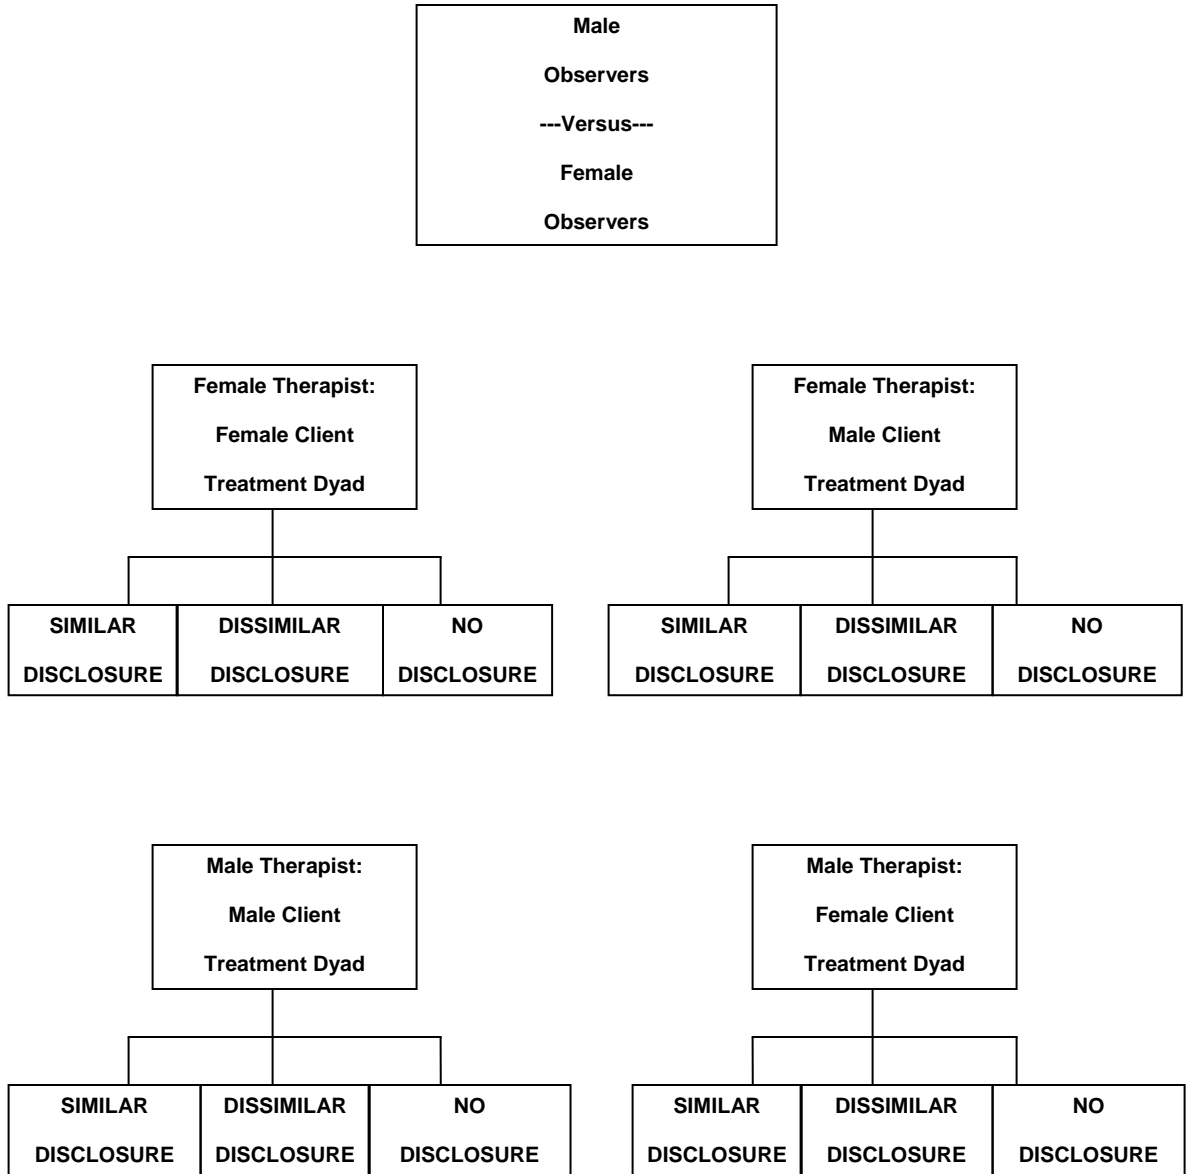 Male
Observers
---Versus---
Female
Observers
Female Therapist:
Female Client
Treatment Dyad
Female Therapist:
Male Client
Treatment Dyad
SIMILAR
DISCLOSURE
DISSIMILAR
DISCLOSURE
NO
DISCLOSURE
SIMILAR
DISCLOSURE
DISSIMILAR
DISCLOSURE
NO
DISCLOSURE
Male Therapist:
Male Client
Treatment Dyad
Male Therapist:
Female Client
Treatment Dyad
SIMILAR
DISCLOSURE
DISSIMILAR
DISCLOSURE
NO
DISCLOSURE
SIMILAR
DISCLOSURE
DISSIMILAR
DISCLOSURE
NO
DISCLOSURE